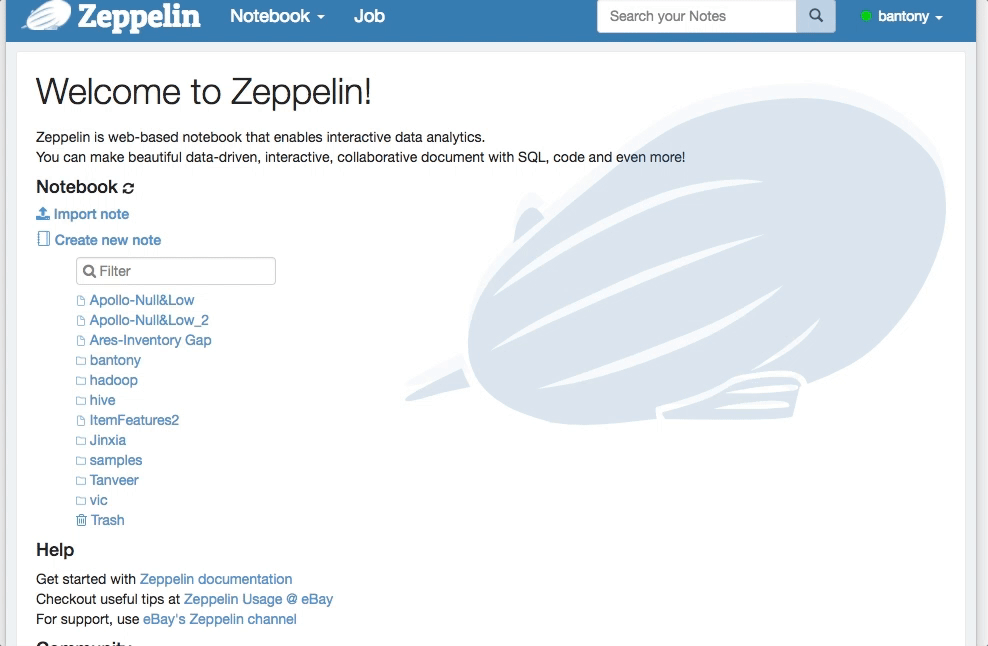 Zeppelin Notebook Job Search your Notes bantony
Welcome to Zeppelin!
Zeppelin is web-based notebook that enables interactive data analytics.
You can make beautiful data-driven, interactive, collaborative document with SQL, code and even more!
Notebook
Import note
Create new note
Filter
Apollo-Null&Low
Apollo-Null&Low_2
Ares-Inventory Gap
bantony
hadoop
hive
ItemFeatures2
Jinxia
samples
Tanveer
vic
Trash
Help
Get started with Zeppelin documentation
Checkout useful tips at Zeppelin Usage @ eBay
For support, use eBay's Zeppelin channel
Community